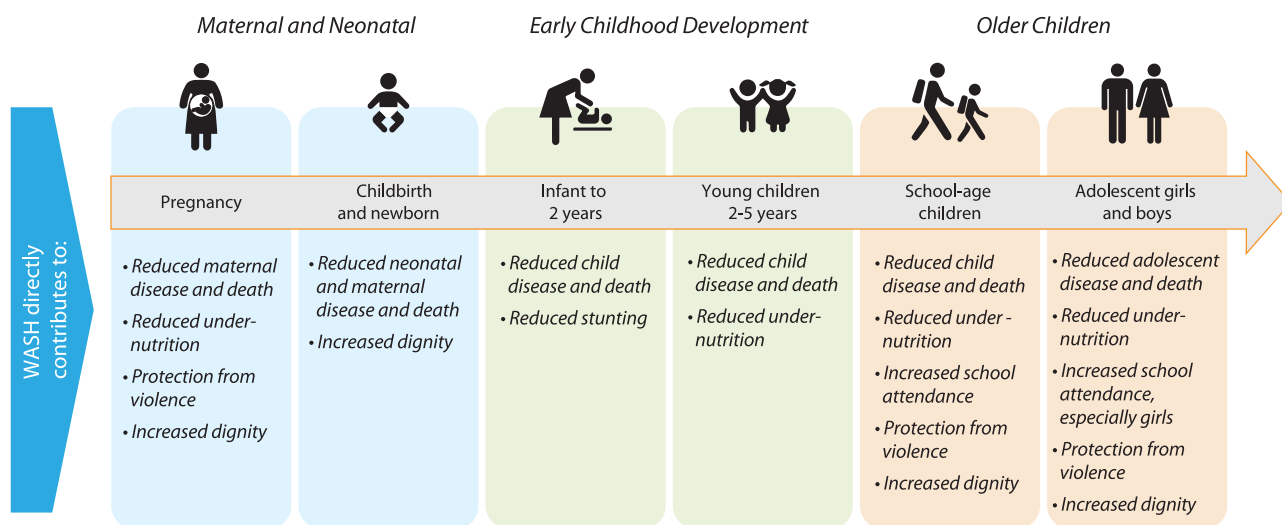 Maternal and Neonatal
Early Childhood Development
Older Children
WASH directly
contributes to:
Pregnancy
• Reduced maternal
disease and death
• Reduced under-
nutrition
• Protection from
violence
• Increased dignity
Childbirth
and newborn
• Reduced neonatal
and maternal
disease and death
• Increased dignity
Infant to
2 years
• Reduced child
disease and death
• Reduced stunting
Young children
2-5 years
• Reduced child
disease and death
• Reduced under-
nutrition
School-age
children
• Reduced child
disease and death
• Reduced under -
nutrition
• Increased school
attendance
• Protection from
violence
• Increased dignity
Adolescent girls
and boys
• Reduced adolescent
disease and death
• Reduced under-
nutrition
• Increased school
attendance,
especially girls
• Protection from
violence
• Increased dignity